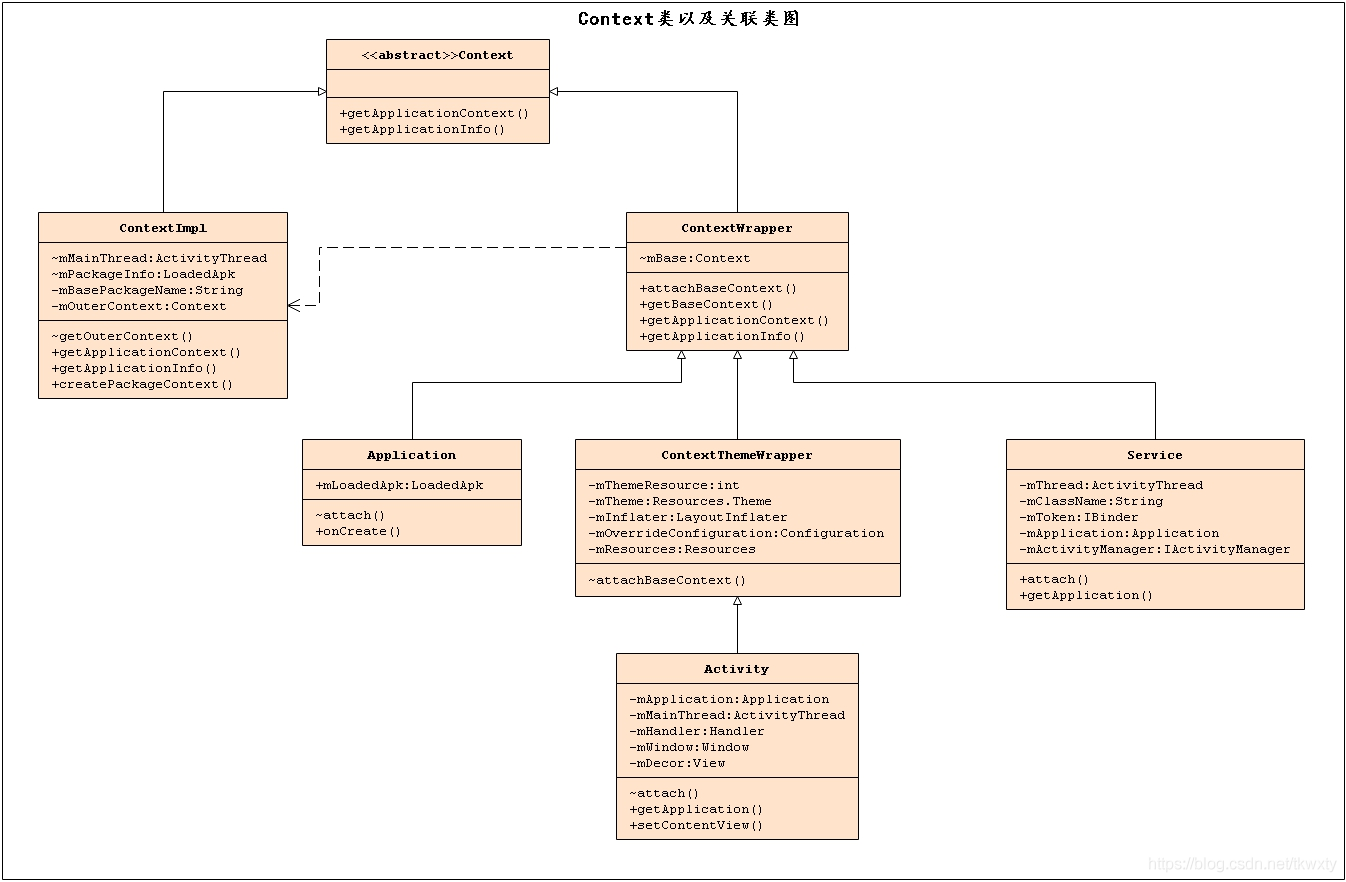 Context类以及关联类图
<<abstract>>Context
+getApplicationContext()
+getApplicationInfo()
ContextImpl
~mMainThread:ActivityThread
~mPackageInfo:LoadedApk
-mBasePackageName:String
-mOuterContext:Context
~getOuterContext()
+getApplicationContext()
+getApplicationInfo()
+createPackageContext()
ContextWrapper
~mBase:Context
+attachBaseContext()
+getBaseContext()
+getApplicationContext()
+getApplicationInfo()
Application
+mLoadedApk:LoadedApk
~attach()
+onCreate()
ContextThemeWrapper
-mThemeResource:int
-mTheme:Resources.Theme
-mInflater:LayoutInflater
-mOverrideConfiguration:Configuration
-mResources:Resources
~attachBaseContext()
Service
-mThread:ActivityThread
-mClassName:String
-mToken:IBinder
-mApplication:Application
-mActivityManager:IActivityManager
+attach()
+getApplication()
Activity
-mApplication:Application
-mMainThread:ActivityThread
-mHandler:Handler
-mWindow:Window
-mDecor:View
~attach()
+getApplication()
+setContentView()
https://blog.csdn.net/tkwxty